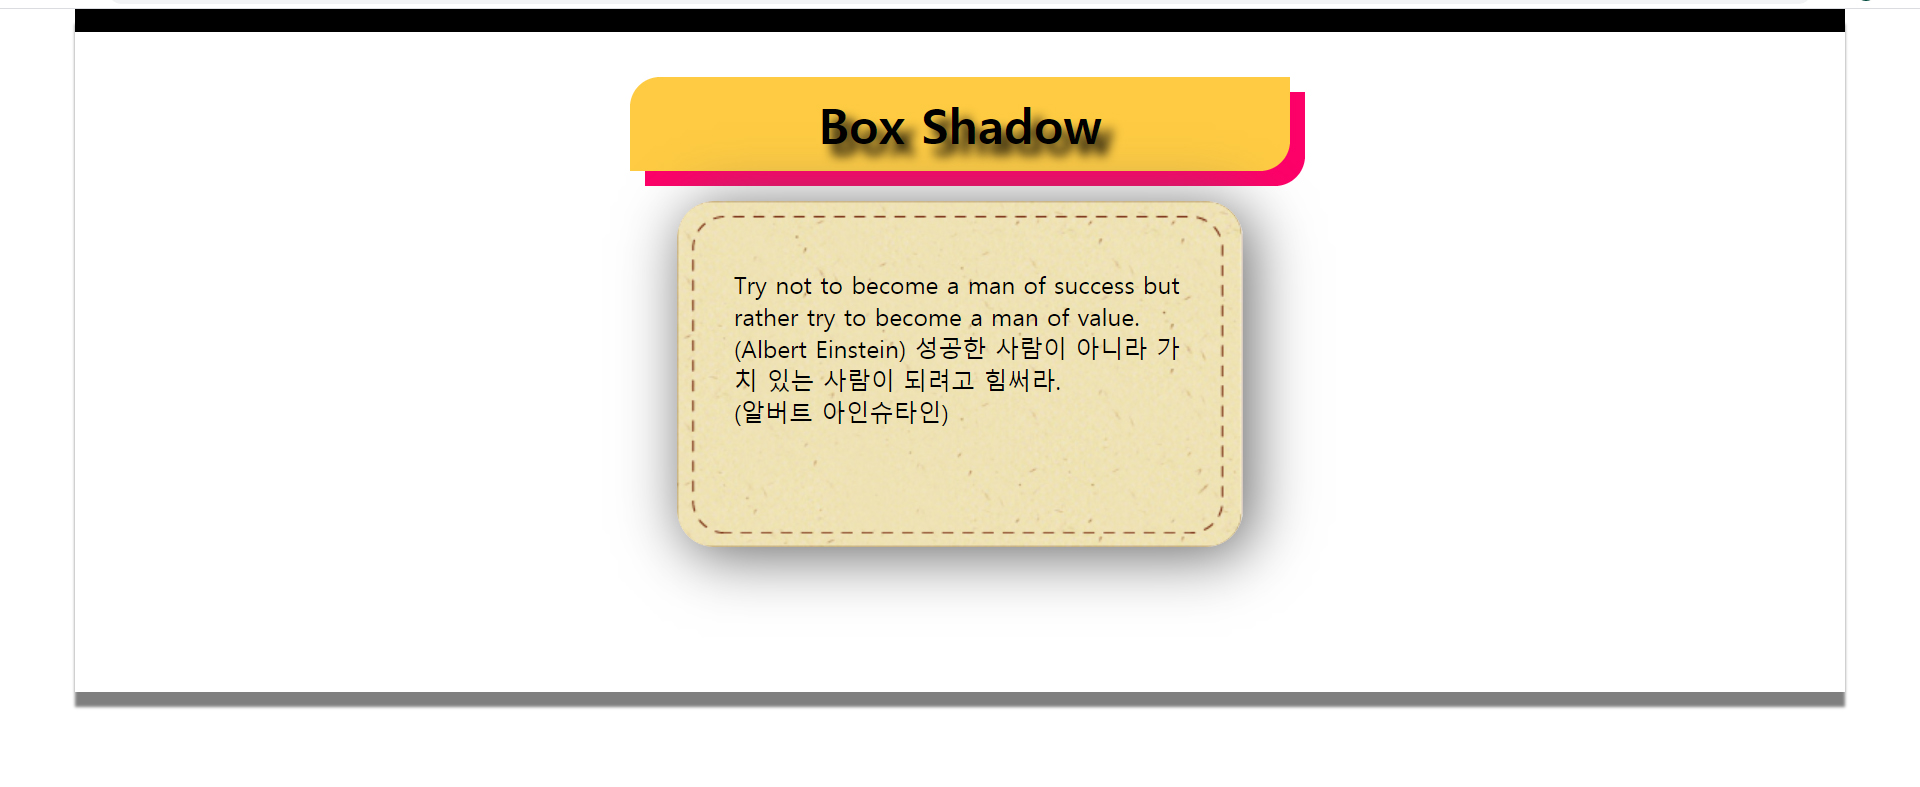 Box Shadow
Try not to become a man of success but
rather try to become a man of value.
(Albert Einstein) 성공한 사람이 아니라 가
치 있는 사람이 되려고 힘써라.
(알버트 아인슈타인)